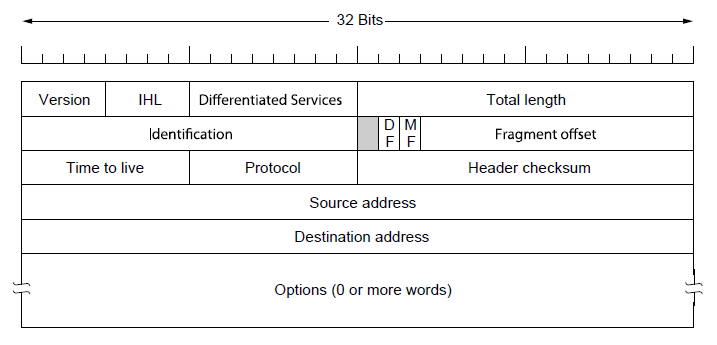 32 Bits
Version IHL Differentiated Services Total length
Identification D F M F Fragment offset
Time to live Protocol Header checksum
Source address
Destination address
Options (0 or more words)